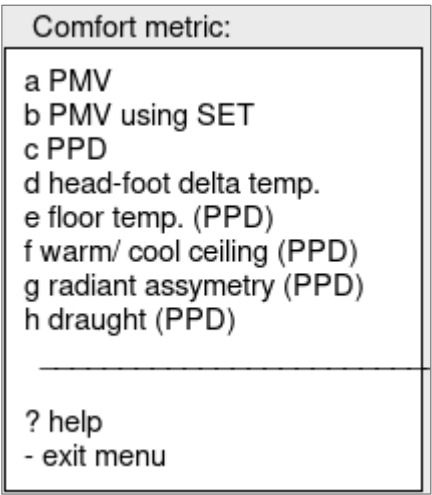 Comfort metric:
a PMV
b PMV using SET
c PPD
d head-foot delta temp.
e floor temp. (PPD)
f warm/ cool ceiling (PPD)
g radiant assymetry (PPD)
h draught (PPD)
? help
- exit menu